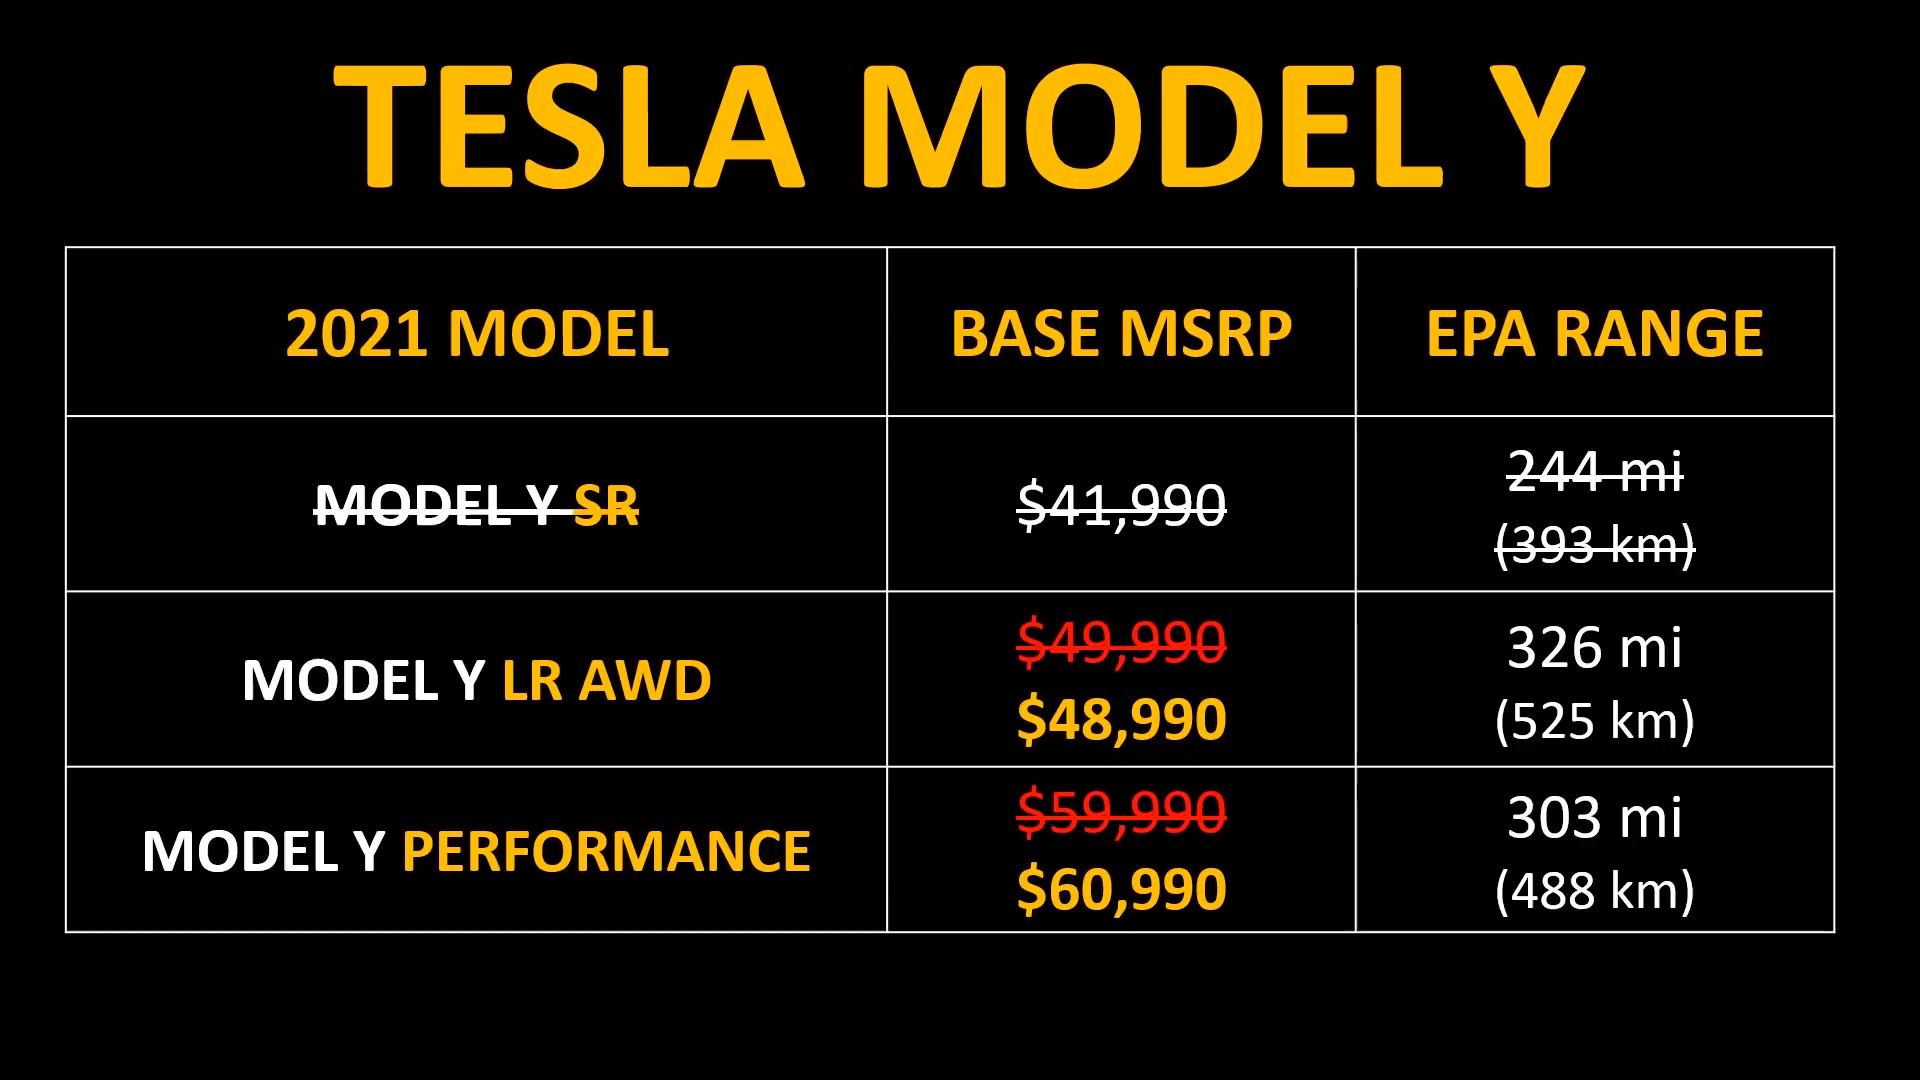 TESLA MODEL Y
2021 MODEL
BASE MSRP
EPA RANGE
MODEL Y SR
$41,990
244 mi
(393 km)
MODEL Y LR AWD
$49,990
$48,990
326 mi
(525 km)
MODEL Y PERFORMANCE
$59,990
$60,990
303 mi
(488 km)